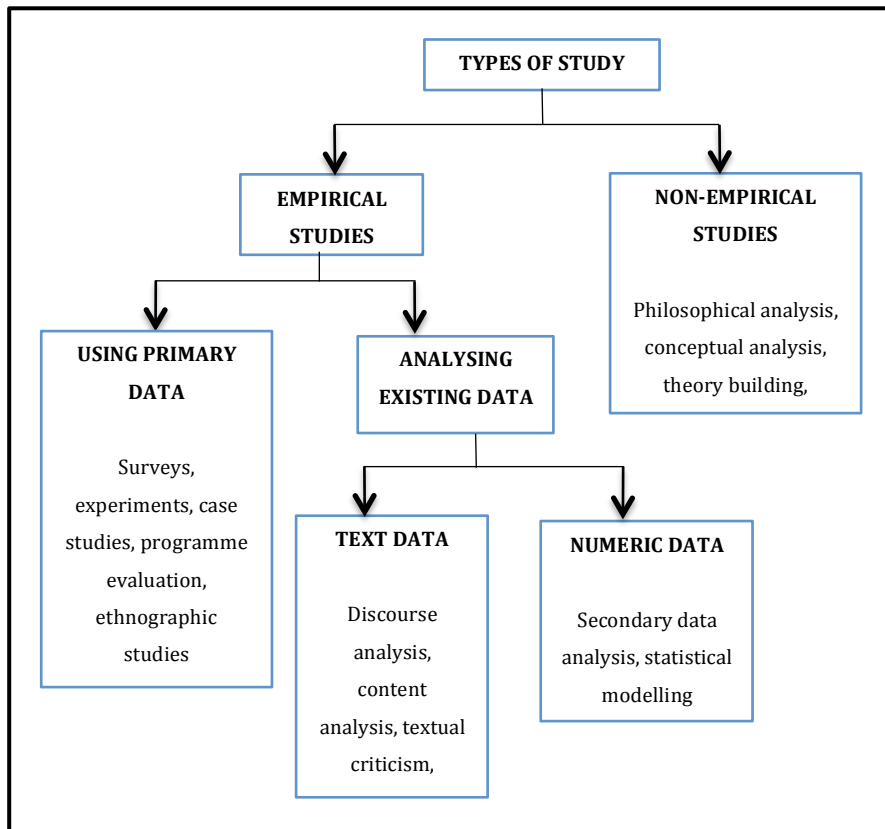 TYPES OF STUDY
EMPIRICAL
STUDIES
NON-EMPIRICAL
STUDIES
Philosophical analysis,
conceptual analysis,
theory building,
USING PRIMARY
DATA
Surveys,
experiments, case
studies, programme
evaluation,
ethnographic
studies
ANALYSING
EXISTING DATA
TEXT DATA
Discourse
analysis,
content
analysis, textual
criticism,
NUMERIC DATA
Secondary data
analysis, statistical
modelling